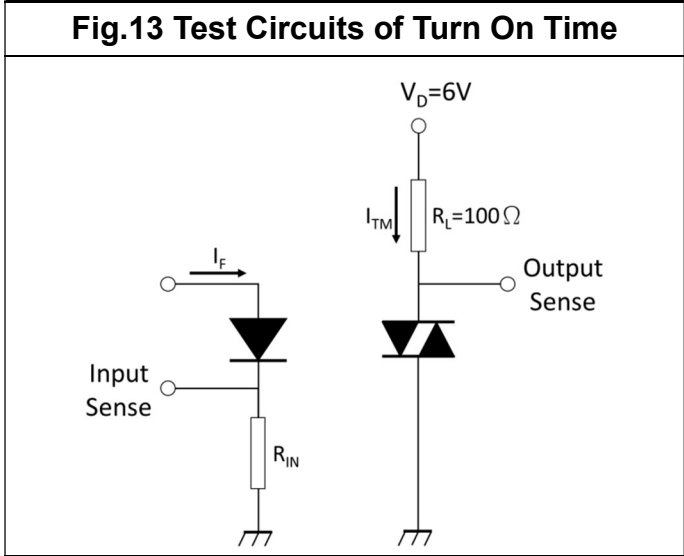 Fig.13 Test Circuits of Turn On Time
V_D=6V
I_TM
R_L=100Ω
I_F
Output
Sense
Input
Sense
R_IN